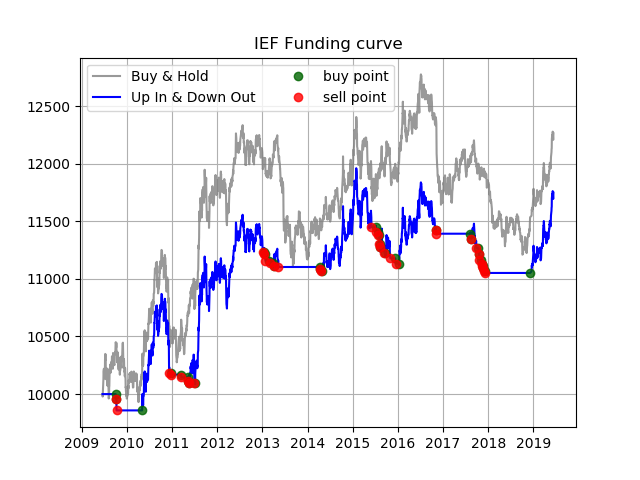 IEF Funding curve
Buy & Hold
Up In & Down Out
buy point
sell point
12500
12000
11500
11000
10500
10000
2009 2010 2011 2012 2013 2014 2015 2016 2017 2018 2019